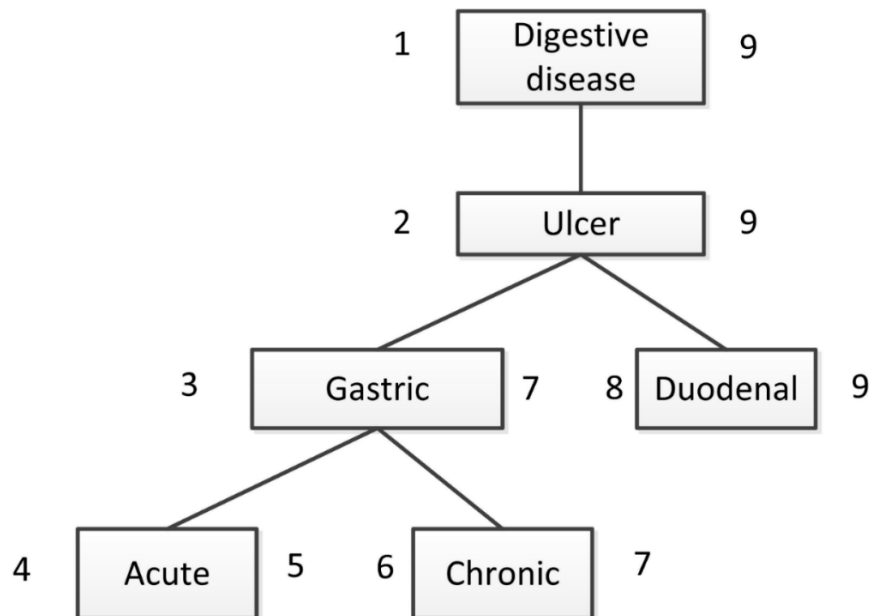 1 Digestive disease 9
2 Ulcer 9
3 Gastric 7 8 Duodenal 9
4 Acute 5 6 Chronic 7